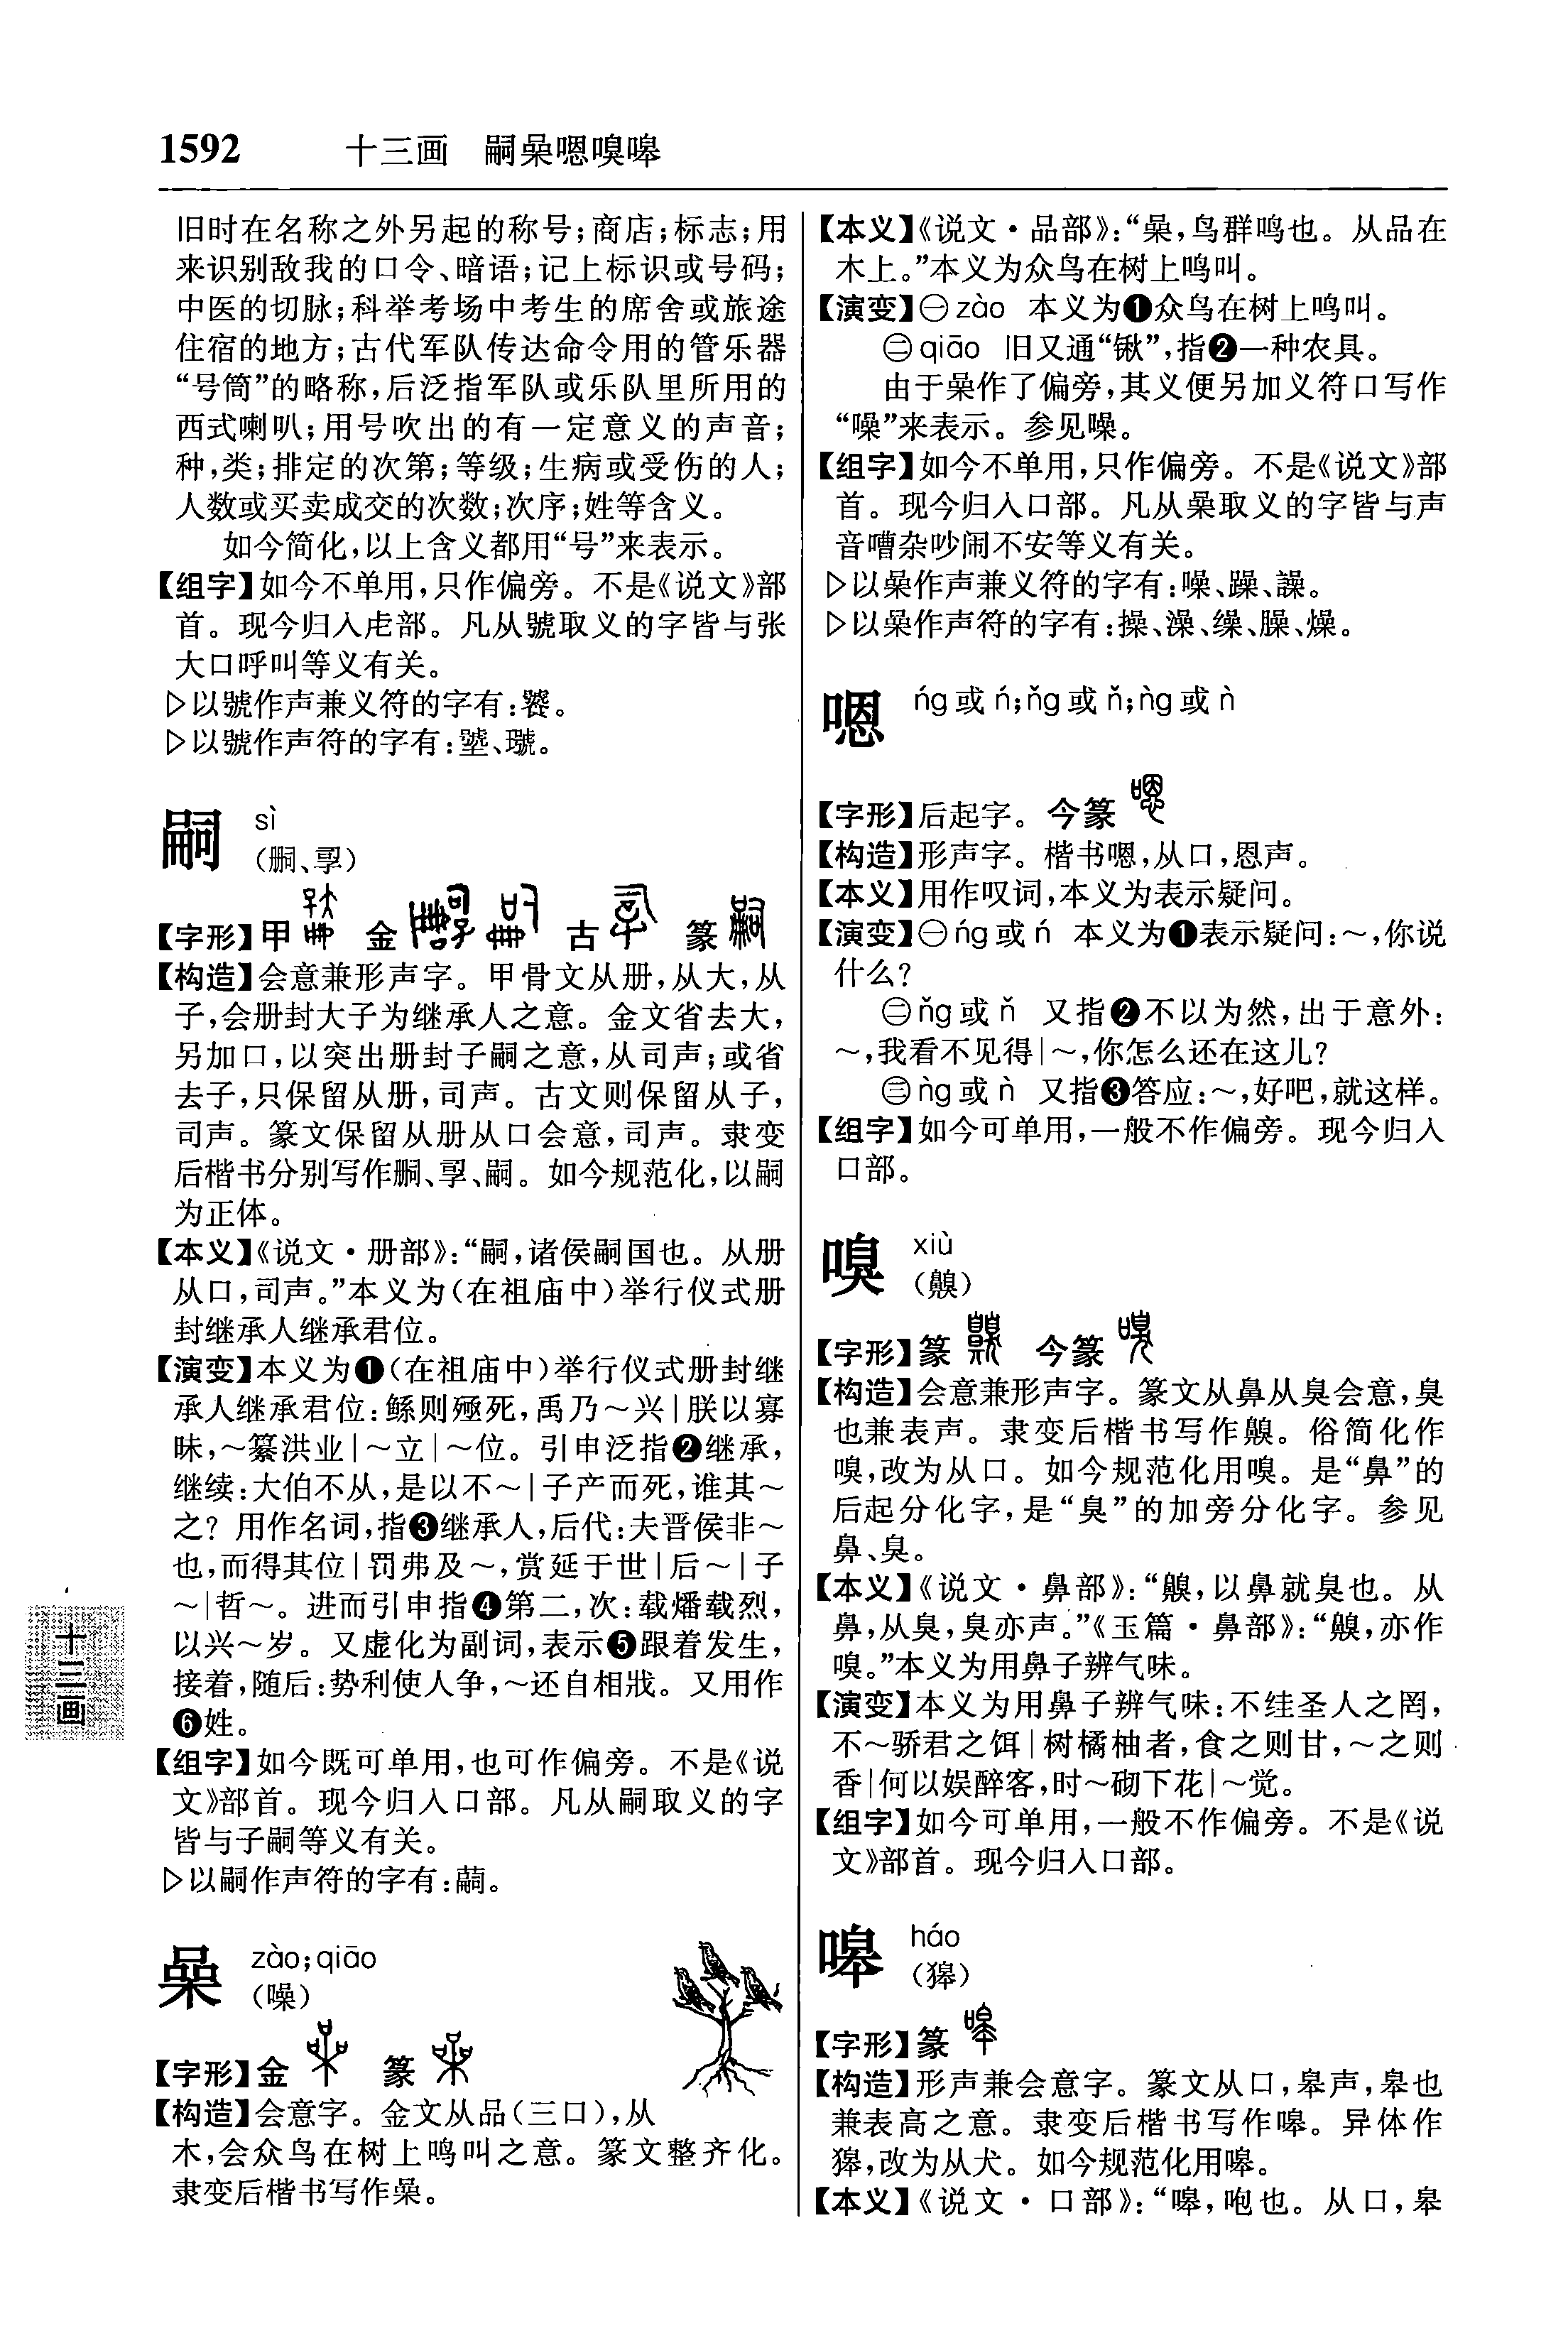 1592 十三画 嗣喿嗯嗅嗥
旧时在名称之外另起的称号;商店;标志;用
来识别敌我的口令、暗语;记上标识或号码;
中医的切脉;科举考场中考生的席舍或旅途
住宿的地方;古代军队传达命令用的管乐器
“号筒”的略称,后泛指军队或乐队里所用的
西式喇叭;用号吹出的有一定意义的声音;
种,类;排定的次第;等级;生病或受伤的人;
人数或买卖成交的次数;次序;姓等含义。
如今简化,以上含义都用“号”来表示。
【组字】如今不单用,只作偏旁。不是《说文》部
首。现今归入虍部。凡从號取义的字皆与张
大口呼叫等义有关。
▷以號作声兼义符的字有:饕。
▷以號作声符的字有:
嗣 sì
【字形】甲 金 古 篆
【构造】会意兼形声字。甲骨文从册,从大,从
子,会册封大子为继承人之意。金文省去大,
另加口,以突出册封子嗣之意,从司声;或省
去子,只保留从册,司声。古文则保留从子,
司声。篆文保留从册从口会意,司声。隶变
后楷书分别写作、嗣。如今规范化,以嗣
为正体。
【本义】《说文·册部》:“嗣,诸侯嗣国也。从册
从口,司声。”本义为(在祖庙中)举行仪式册
封继承人继承君位。
【演变】本义为❶(在祖庙中)举行仪式册封继
承人继承君位:鲧则殛死,禹乃～兴|朕以寡
昧,～纂洪业|～立|～位。引申泛指❷继承,
继续:大伯不从,是以不～|子产而死,谁其～
之? 用作名词,指❸继承人,后代:夫晋侯非～
也,而得其位|罚弗及～,赏延于世|后～|子
～|哲～。进而引申指❹第二,次:载燔载烈,
以兴～岁。又虚化为副词,表示❺跟着发生,
接着,随后:势利使人争,～还自相戕。又用作
❻姓。
【组字】如今既可单用,也可作偏旁。不是《说
文》部首。现今归入口部。凡从嗣取义的字
皆与子嗣等义有关。
▷以嗣作声符的字有:
喿 zào;qiāo
(噪)
【字形】金 篆
【构造】会意字。金文从品(三口),从
木,会众鸟在树上鸣叫之意。篆文整齐化。
隶变后楷书写作喿。
【本义】《说文·品部》:“喿,鸟群鸣也。从品在
木上。”本义为众鸟在树上鸣叫。
【演变】㊀zào 本义为❶众鸟在树上鸣叫。
㊁qiāo 旧又通“锹”,指❷一种农具。
由于喿作了偏旁,其义便另加义符口写作
“噪”来表示。参见噪。
【组字】如今不单用,只作偏旁。不是《说文》部
首。现今归入口部。凡从喿取义的字皆与声
音嘈杂吵闹不安等义有关。
▷以喿作声兼义符的字有:噪、躁、譟。
▷以喿作声符的字有:操、澡、缲、臊、燥。
嗯 ńg或ń;ňg或ň;ǹg或ǹ
【字形】后起字。今篆
【构造】形声字。楷书嗯,从口,恩声。
【本义】用作叹词,本义为表示疑问。
【演变】㊀ńg或ń 本义为❶表示疑问:～,你说
什么?
㊁ňg或ň 又指❷不以为然,出于意外:
～,我看不见得|～,你怎么还在这儿?
㊂ǹg或ǹ 又指❸答应:～,好吧,就这样。
【组字】如今可单用,一般不作偏旁。现今归入
口部。
嗅 xiù
(齅)
【字形】篆 今篆
【构造】会意兼形声字。篆文从鼻从臭会意,臭
也兼表声。隶变后楷书写作齅。俗简化作
嗅,改为从口。如今规范化用嗅。是“鼻”的
后起分化字,是“臭”的加旁分化字。参见
鼻、臭。
【本义】《说文·鼻部》:“齅,以鼻就臭也。从
鼻,从臭,臭亦声。”《玉篇·鼻部》:“齅,亦作
嗅。”本义为用鼻子辨气味。
【演变】本义为用鼻子辨气味:不絓圣人之罔,
不～骄君之饵|树橘柚者,食之则甘,～之则
香|何以娱醉客,时～砌下花|～觉。
【组字】如今可单用,一般不作偏旁。不是《说
文》部首。现今归入口部。
嗥 háo
(獆)
【字形】篆
【构造】形声兼会意字。篆文从口,皋声,皋也
兼表高之意。隶变后楷书写作嗥。异体作
獆,改为从犬。如今规范化用嗥。
【本义】《说文·口部》:“嗥,咆也。从口,皋
十三画